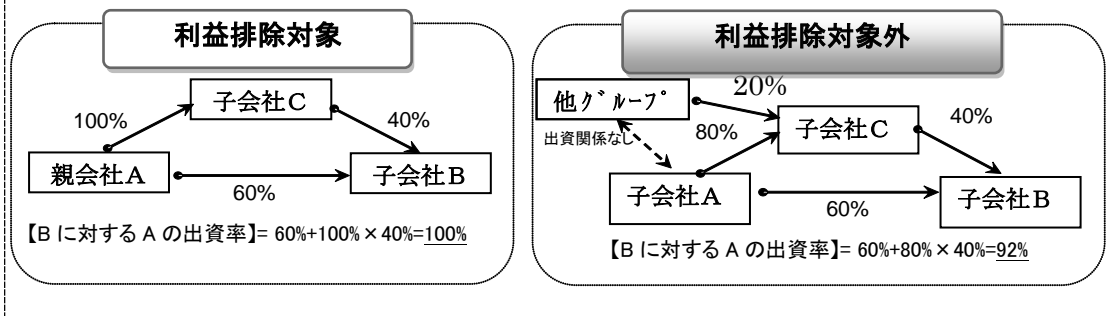 利益排除対象
子会社C
100%
40%
親会社A
子会社B
60%
【B に対する A の出資率】= 60%+100%×40%=100%
利益排除対象外
他グループ
20%
出資関係なし
80%
子会社C
40%
子会社A
子会社B
60%
【B に対する A の出資率】= 60%+80%×40%=92%